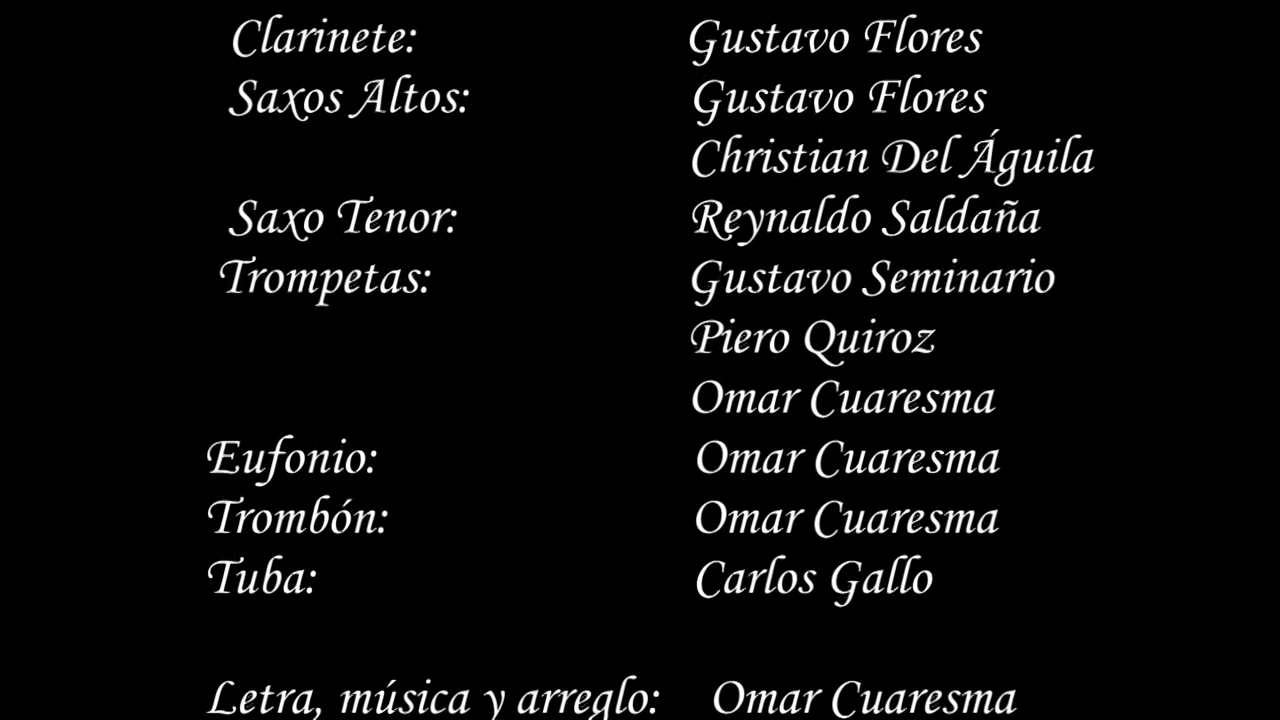 Clarinete: Gustavo Flores
Saxos Altos: Gustavo Flores
Christian Del Águila
Saxo Tenor: Reynaldo Saldaña
Trompetas: Gustavo Seminario
Piero Quiroz
Omar Cuaresma
Eufonio: Omar Cuaresma
Trombón: Omar Cuaresma
Tuba: Carlos Gallo
Letra, música y arreglo: Omar Cuaresma